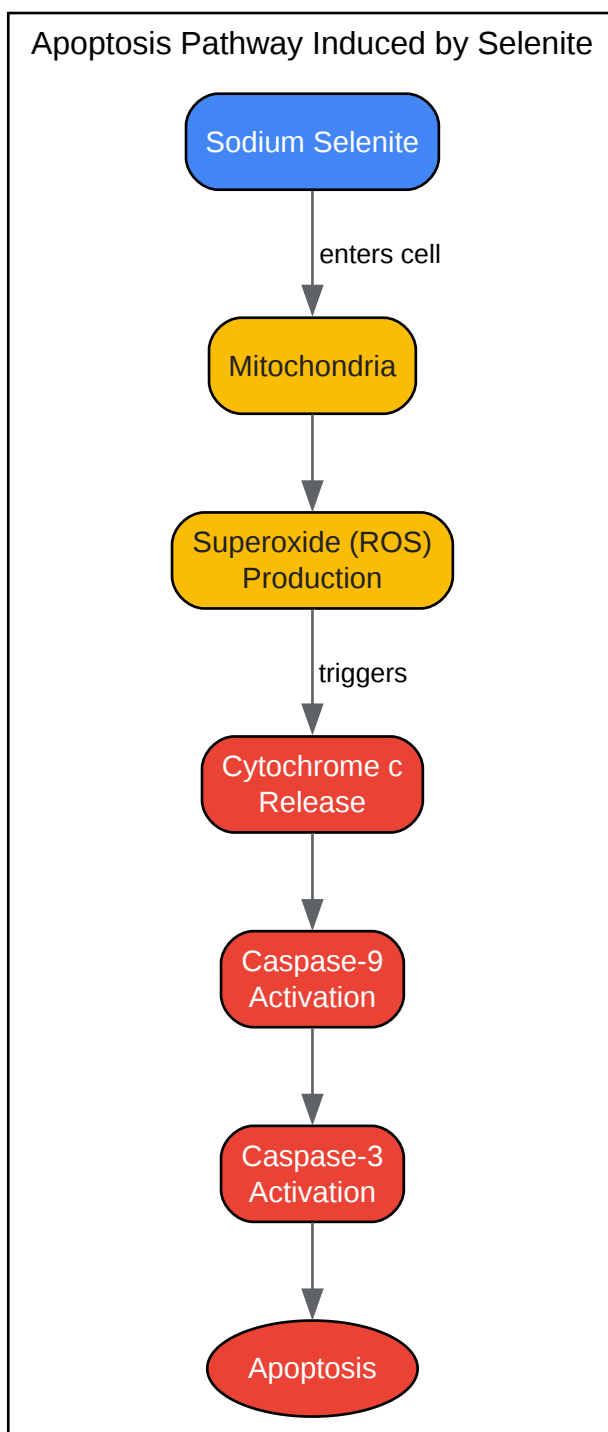 Apoptosis Pathway Induced by Selenite
Sodium Selenite
enters cell
Mitochondria
Superoxide (ROS)
Production
triggers
Cytochrome c
Release
Caspase-9
Activation
Caspase-3
Activation
Apoptosis